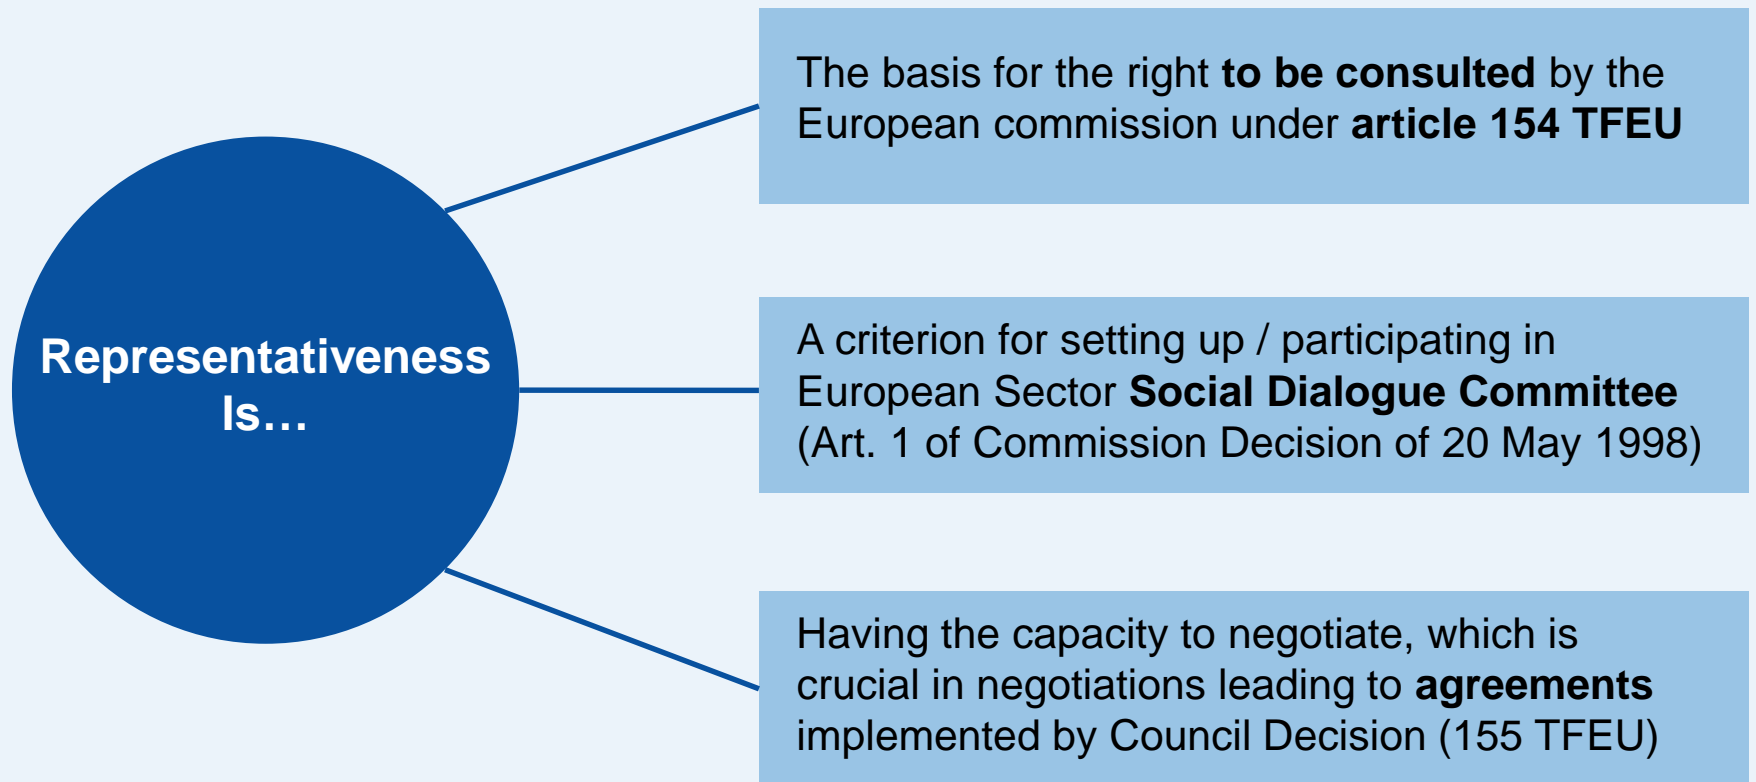 Representativeness
Is…
The basis for the right to be consulted by the
European commission under article 154 TFEU
A criterion for setting up / participating in
European Sector Social Dialogue Committee
(Art. 1 of Commission Decision of 20 May 1998)
Having the capacity to negotiate, which is
crucial in negotiations leading to agreements
implemented by Council Decision (155 TFEU)